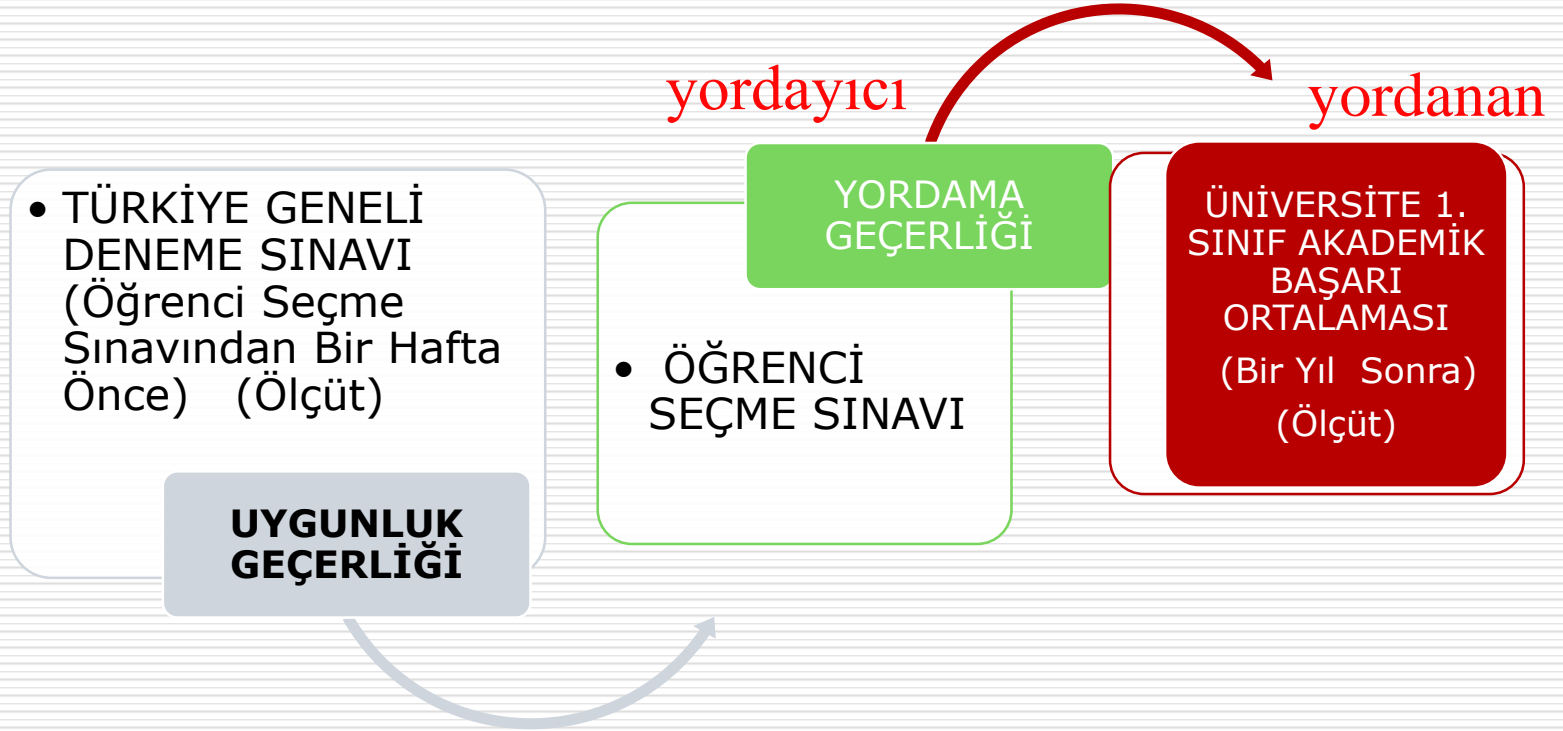 • TÜRKİYE GENELİ
DENEME SINAVI
(Öğrenci Seçme
Sınavından Bir Hafta
Önce) (Ölçüt)
UYGUNLUK
GEÇERLİĞİ
yordayıcı
YORDAMA
GEÇERLİĞİ
• ÖĞRENCİ
SEÇME SINAVI
yordanan
ÜNİVERSİTE 1.
SINIF AKADEMİK
BAŞARI
ORTALAMASI
(Bir Yıl Sonra)
(Ölçüt)